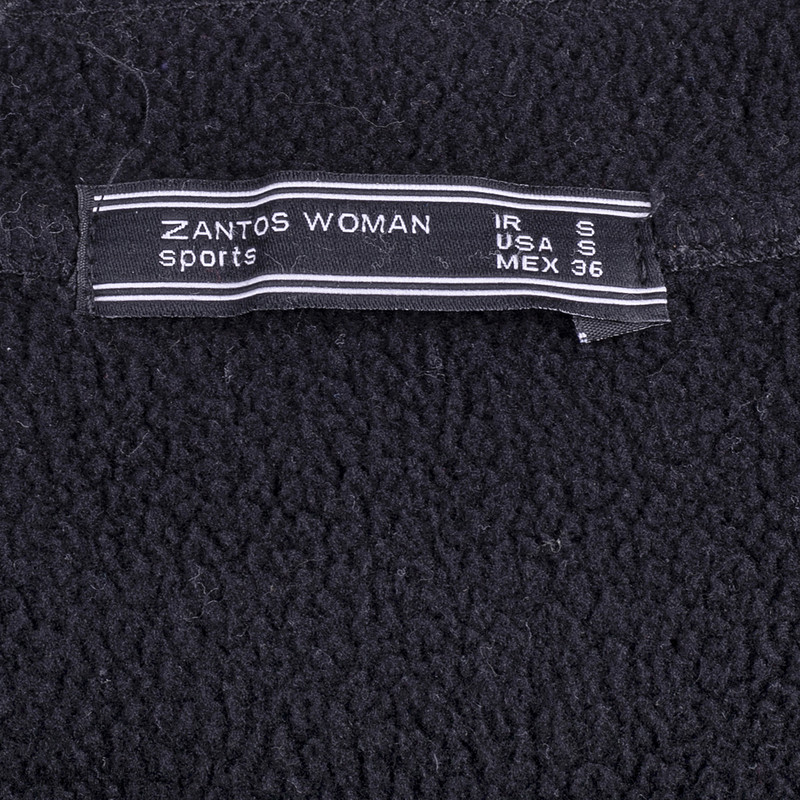 ZANTOS WOMAN
sports
IR S
USA S
MEX 36